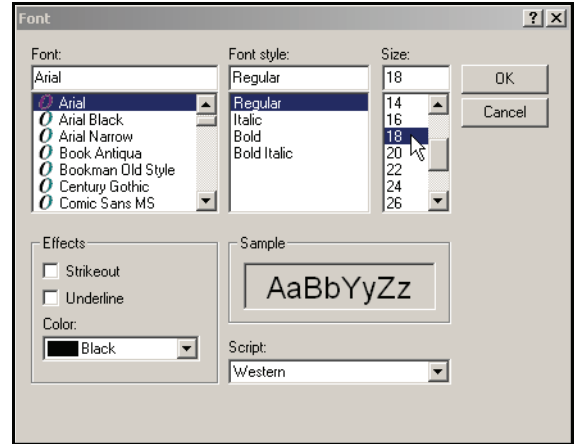 Font
Font: Font style: Size:
Arial Regular 18 OK
Arial Regular 14 Cancel
Arial Black Italic 16
Arial Narrow Bold 18
Book Antiqua Bold Italic 20
Bookman Old Style 22
Century Gothic 24
Comic Sans MS 26
Effects Sample
Strikeout
Underline AaBbYyZz
Color:
Black Script:
Western